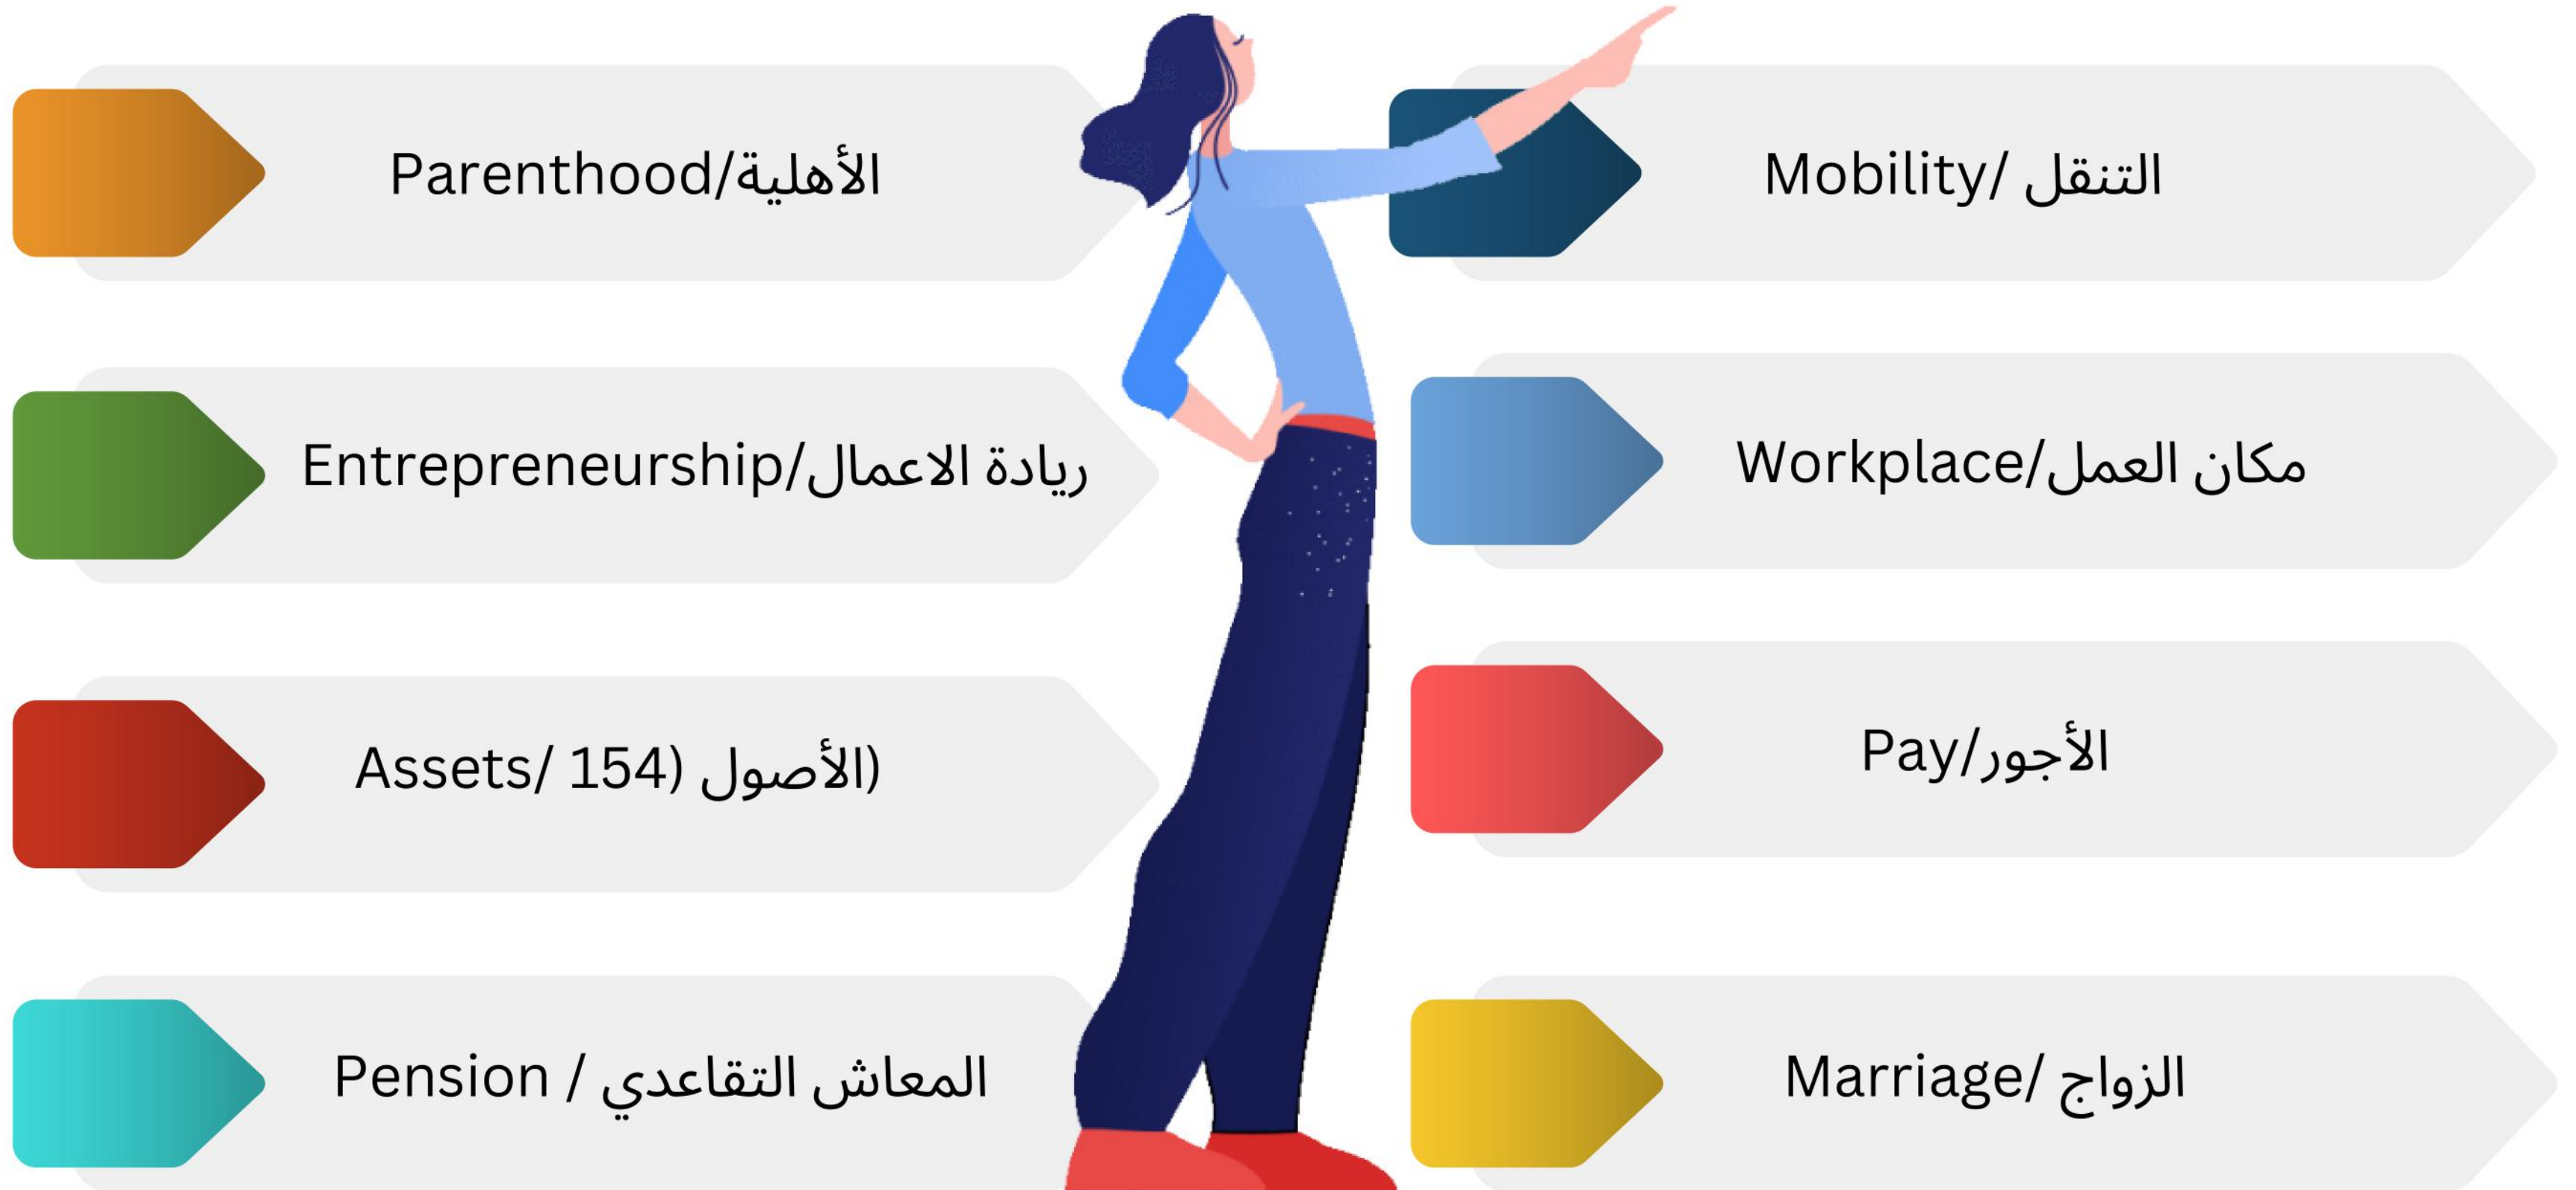 Parenthood/الأهلية
Mobility/ التنقل
Entrepreneurship/ريادة الاعمال
Workplace/مكان العمل
Assets/ 154) الأصول)
Pay/الأجور
Pension / المعاش التقاعدي
Marriage/ الزواج